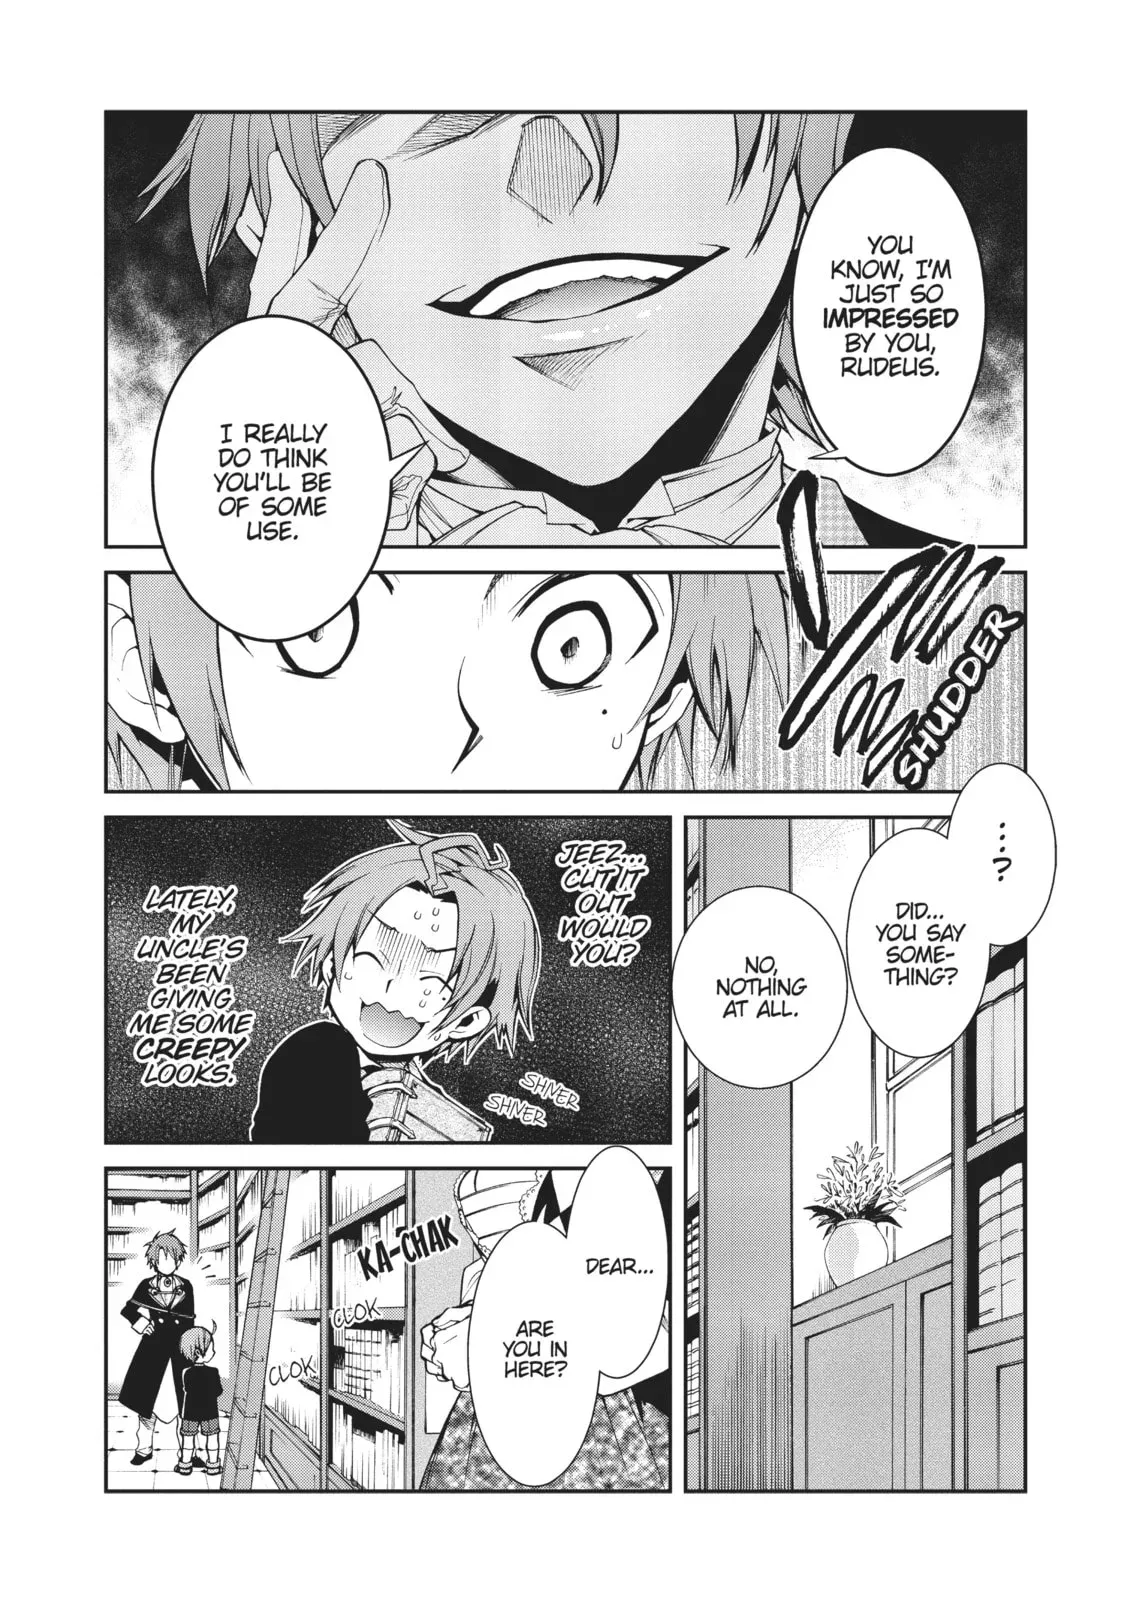 YOU
KNOW, I'M
JUST SO
IMPRESSED
BY YOU,
RUDEUS.
I REALLY
DO THINK
YOU'LL BE
OF SOME
USE.
SHUDDER
...?
DID...
YOU SAY
SOME-
THING?
NO,
NOTHING
AT ALL.
JEEZ...
CUT IT
OUT
WOULD
YOU?
LATELY,
MY
UNCLE'S
BEEN
GIVING
ME SOME
CREEPY
LOOKS.
SHIVER
SHIVER
KA-CHAK
DEAR...
ARE
YOU IN
HERE?
CLOK
CLOK